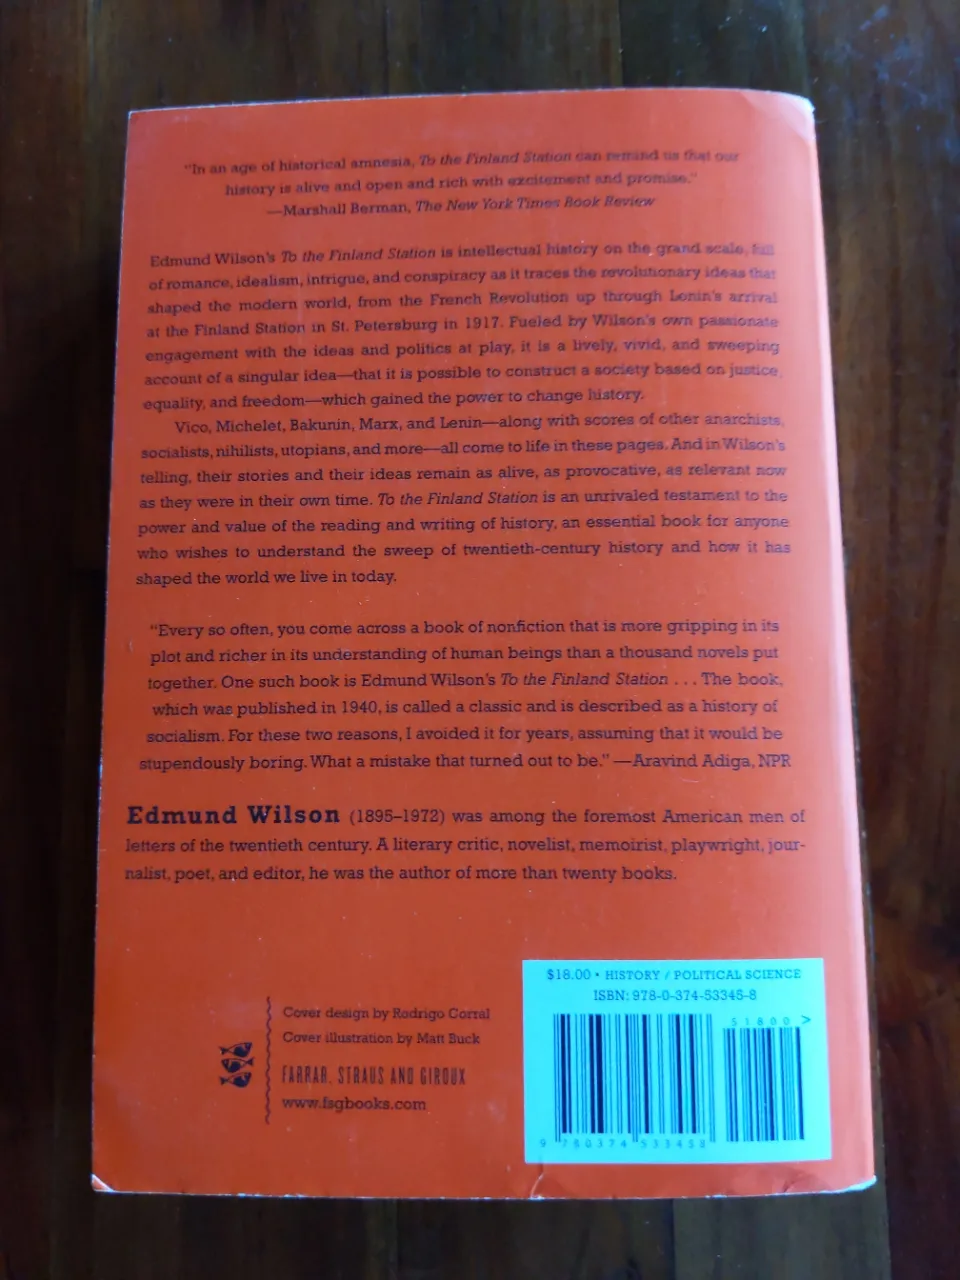 "In an age of historical amnesia, To the Finland Station can remind us that our
history is alive and open and rich with excitement and promise."
—Marshall Berman, The New York Times Book Review
Edmund Wilson's To the Finland Station is intellectual history on the grand scale, full
of romance, idealism, intrigue, and conspiracy as it traces the revolutionary ideas that
shaped the modern world, from the French Revolution up through Lenin's arrival
at the Finland Station in St. Petersburg in 1917. Fueled by Wilson's own passionate
engagement with the ideas and politics at play, it is a lively, vivid, and sweeping
account of a singular idea—that it is possible to construct a society based on justice,
equality, and freedom—which gained the power to change history.
Vico, Michelet, Bakunin, Marx, and Lenin—along with scores of other anarchists,
socialists, nihilists, utopians, and more—all come to life in these pages. And in Wilson's
telling, their stories and their ideas remain as alive, as provocative, as relevant now
as they were in their own time. To the Finland Station is an unrivaled testament to the
power and value of the reading and writing of history, an essential book for anyone
who wishes to understand the sweep of twentieth-century history and how it has
shaped the world we live in today.
"Every so often, you come across a book of nonfiction that is more gripping in its
plot and richer in its understanding of human beings than a thousand novels put
together. One such book is Edmund Wilson's To the Finland Station . . . The book,
which was published in 1940, is called a classic and is described as a history of
socialism. For these two reasons, I avoided it for years, assuming that it would be
stupendously boring. What a mistake that turned out to be." —Aravind Adiga, NPR
Edmund Wilson (1895–1972) was among the foremost American men of
letters of the twentieth century. A literary critic, novelist, memoirist, playwright, jour-
nalist, poet, and editor, he was the author of more than twenty books.
Cover design by Rodrigo Corral
Cover illustration by Matt Buck
FARRAR, STRAUS AND GIROUX
www.fsgbooks.com
$18.00 • HISTORY / POLITICAL SCIENCE
ISBN: 978-0-374-53345-8
51800>
9 780374 533458